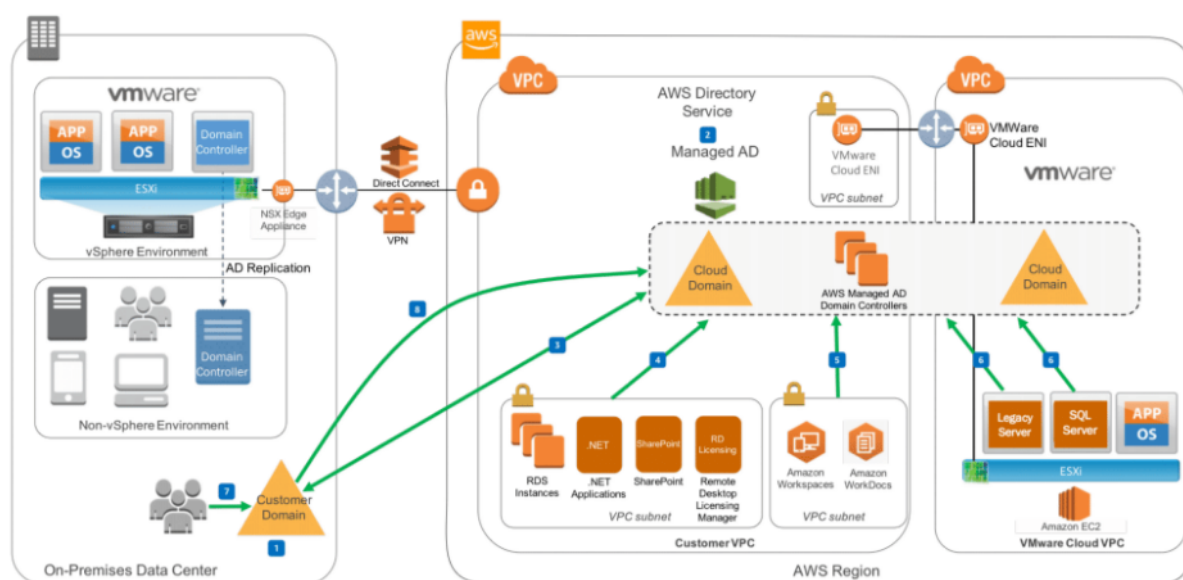 aws
VPC
VPC
vmware
AWS Directory
Service
2
Managed AD
APP
OS
APP
OS
Domain
Controller
ESXi
NSX Edge
Appliance
vSphere Environment
Direct Connect
VPN
VMware
Cloud ENI
VPC subnet
VMWare
Cloud ENI
vmware
AD Replication
Domain
Controller
Non-vSphere Environment
Cloud
Domain
AWS Managed AD
Domain Controllers
Cloud
Domain
8
3
4
5
6
6
7
Customer
Domain
1
On-Premises Data Center
RDS
Instances
.NET
.NET
Applications
SharePoint
SharePoint
RD
Licensing
Remote
Desktop
Licensing
Manager
VPC subnet
Amazon
Workspaces
Amazon
WorkDocs
VPC subnet
Customer VPC
Legacy
Server
SQL
Server
APP
OS
ESXi
Amazon EC2
VMware Cloud VPC
AWS Region